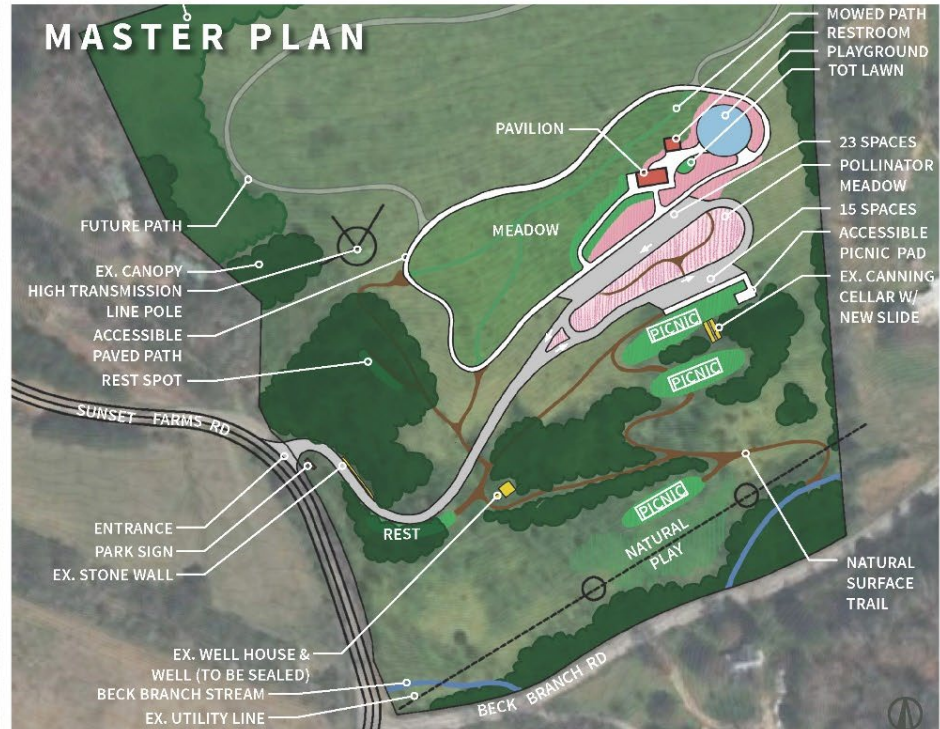 MASTER PLAN
MOWED PATH
RESTROOM
PLAYGROUND
TOT LAWN
PAVILION
23 SPACES
POLLINATOR
MEADOW
15 SPACES
ACCESSIBLE
PICNIC PAD
EX. CANNING
CELLAR W/
NEW SLIDE
MEADOW
FUTURE PATH
EX. CANOPY
HIGH TRANSMISSION
LINE POLE
ACCESSIBLE
PAVED PATH
REST SPOT
PICNIC
PICNIC
SUNSET FARMS RD
ENTRANCE
PARK SIGN
EX. STONE WALL
REST
PICNIC
NATURAL
PLAY
NATURAL
SURFACE
TRAIL
EX. WELL HOUSE &
WELL (TO BE SEALED)
BECK BRANCH STREAM
EX. UTILITY LINE
BECK BRANCH RD